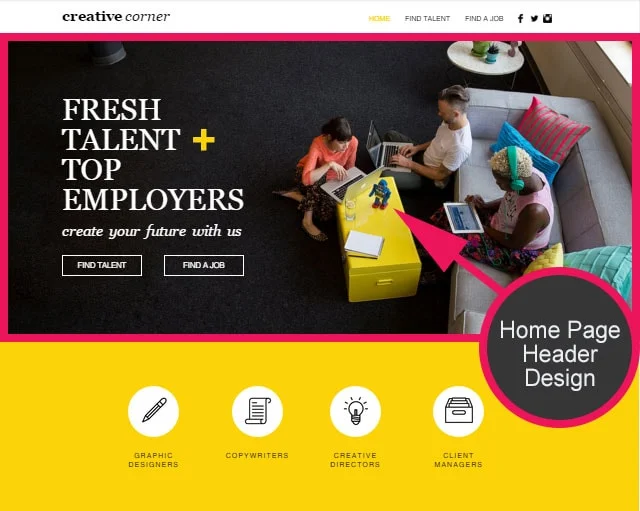 creative corner
HOME FIND TALENT FIND A JOB
FRESH
TALENT +
TOP
EMPLOYERS
create your future with us
FIND TALENT FIND A JOB
Home Page
Header
Design
GRAPHIC
DESIGNERS
COPYWRITERS
CREATIVE
DIRECTORS
CLIENT
MANAGERS